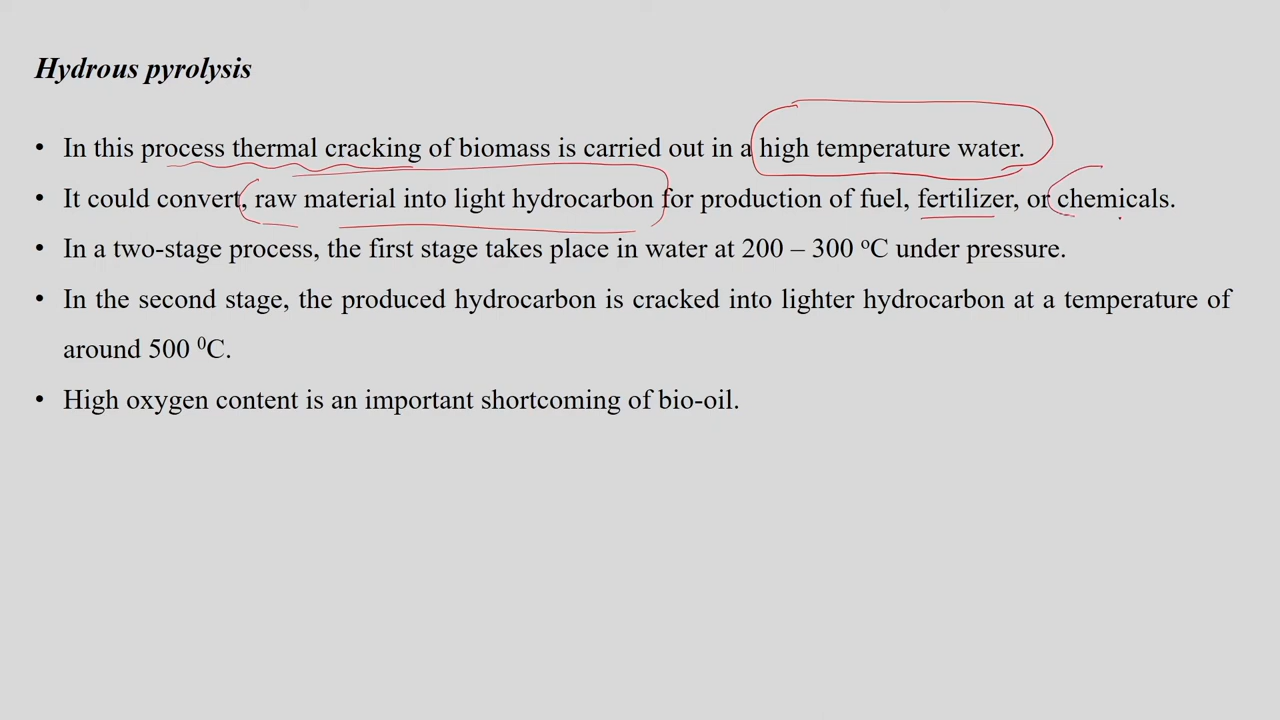 Hydrous pyrolysis
• In this process thermal cracking of biomass is carried out in a high temperature water.
• It could convert, raw material into light hydrocarbon for production of fuel, fertilizer, or chemicals.
• In a two-stage process, the first stage takes place in water at 200 – 300 ᵒC under pressure.
• In the second stage, the produced hydrocarbon is cracked into lighter hydrocarbon at a temperature of
around 500 ⁰C.
• High oxygen content is an important shortcoming of bio-oil.